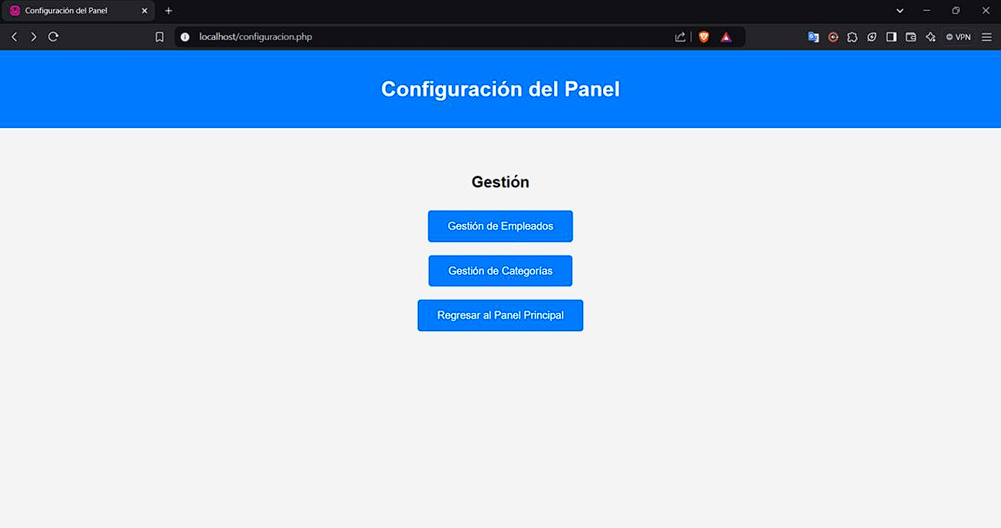 Configuración del Panel
localhost/configuracion.php
VPN
Configuración del Panel
Gestión
Gestión de Empleados
Gestión de Categorías
Regresar al Panel Principal